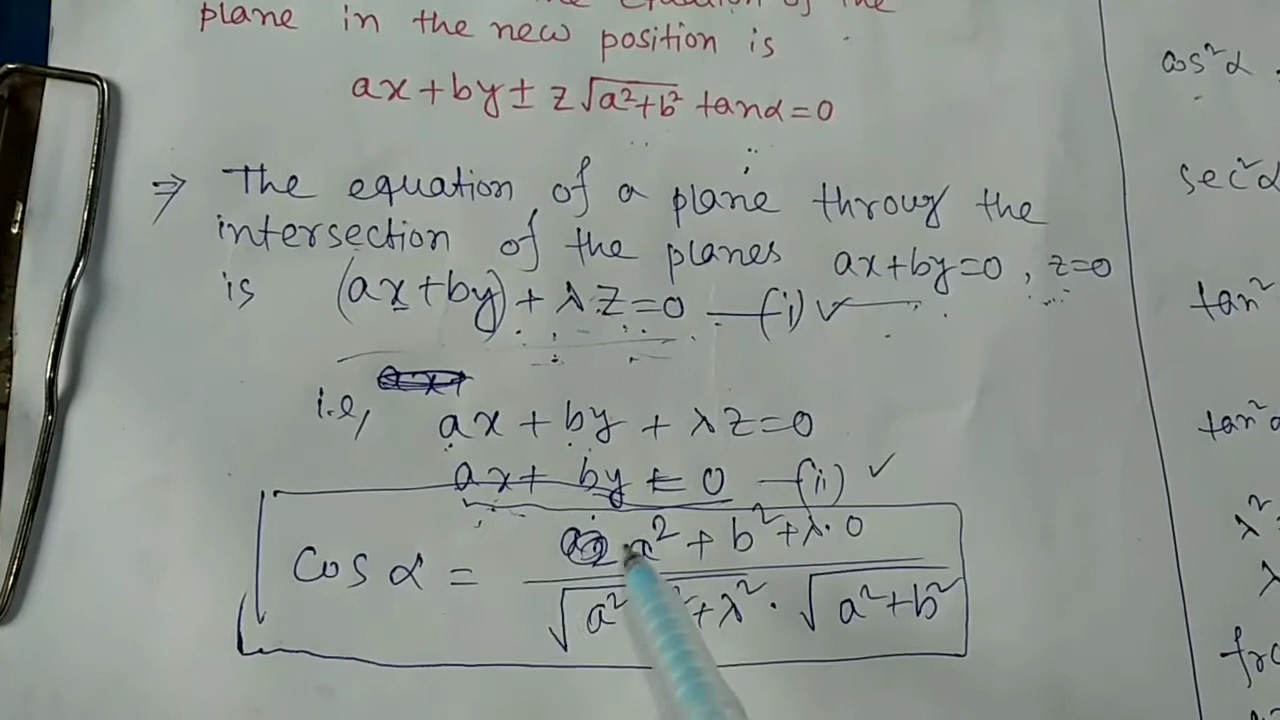 plane in the new position is
ax + by ± z √a²+b² tanα = 0
⇒ The equation of a plane throug the
intersection of the planes ax+by=0 , z=0
is (ax+by) + λ.z=0 —(i) ✓
i.e, ax + by + λz=0
ax + by = 0 —(ii) ✓
Cos α = a² + b² + λ·0
√a² ²+λ² · √a²+b²
cos²α
sec²α
tan²
tan²α
λ²
λ
fro